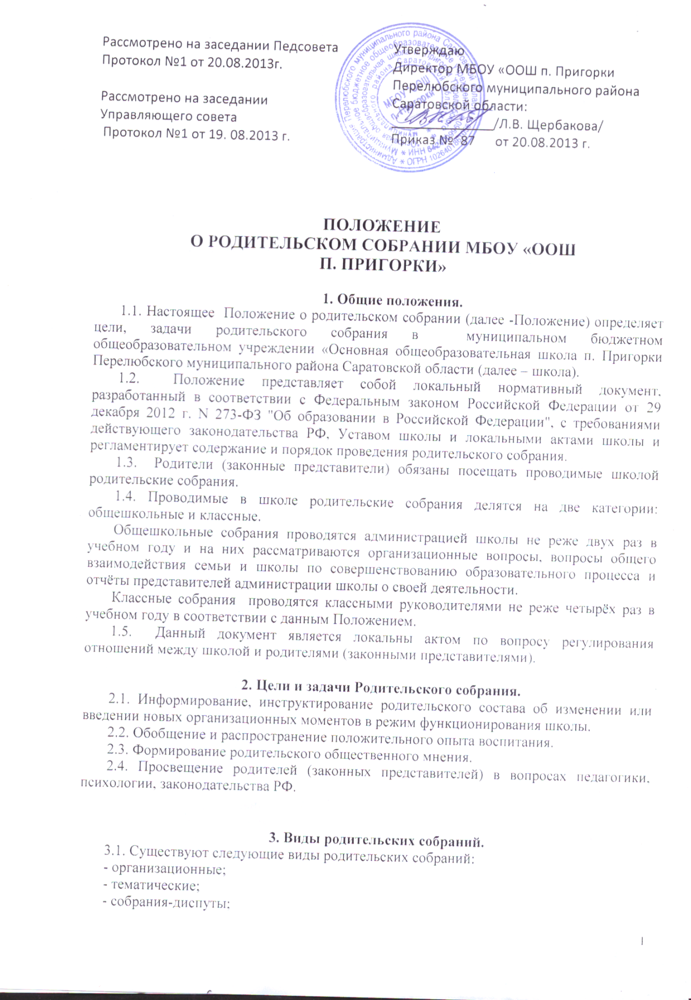 Рассмотрено на заседании Педсовета
Протокол №1 от 20.08.2013г.
Рассмотрено на заседании
Управляющего совета
Протокол №1 от 19. 08.2013 г.
Утверждаю
Директор МБОУ «ООШ п. Пригорки
Перелюбского муниципального района
Саратовской области:
/Л.В. Щербакова/
Приказ № 87 от 20.08.2013 г.
МБОУ "ООШ
п. Пригорки"
ПОЛОЖЕНИЕ
О РОДИТЕЛЬСКОМ СОБРАНИИ МБОУ «ООШ
П. ПРИГОРКИ»
1. Общие положения.
1.1. Настоящее Положение о родительском собрании (далее -Положение) определяет
цели, задачи родительского собрания в муниципальном бюджетном
общеобразовательном учреждении «Основная общеобразовательная школа п. Пригорки
Перелюбского муниципального района Саратовской области (далее – школа).
1.2. Положение представляет собой локальный нормативный документ,
разработанный в соответствии с Федеральным законом Российской Федерации от 29
декабря 2012 г. N 273-ФЗ "Об образовании в Российской Федерации", с требованиями
действующего законодательства РФ, Уставом школы и локальными актами школы и
регламентирует содержание и порядок проведения родительского собрания.
1.3. Родители (законные представители) обязаны посещать проводимые школой
родительские собрания.
1.4. Проводимые в школе родительские собрания делятся на две категории:
общешкольные и классные.
Общешкольные собрания проводятся администрацией школы не реже двух раз в
учебном году и на них рассматриваются организационные вопросы, вопросы общего
взаимодействия семьи и школы по совершенствованию образовательного процесса и
отчёты представителей администрации школы о своей деятельности.
Классные собрания проводятся классными руководителями не реже четырёх раз в
учебном году в соответствии с данным Положением.
1.5. Данный документ является локальны актом по вопросу регулирования
отношений между школой и родителями (законными представителями).
2. Цели и задачи Родительского собрания.
2.1. Информирование, инструктирование родительского состава об изменении или
введении новых организационных моментов в режим функционирования школы.
2.2. Обобщение и распространение положительного опыта воспитания.
2.3. Формирование родительского общественного мнения.
2.4. Просвещение родителей (законных представителей) в вопросах педагогики,
психологии, законодательства РФ.
3. Виды родительских собраний.
3.1. Существуют следующие виды родительских собраний:
- организационные;
- тематические;
- собрания-диспуты:
1